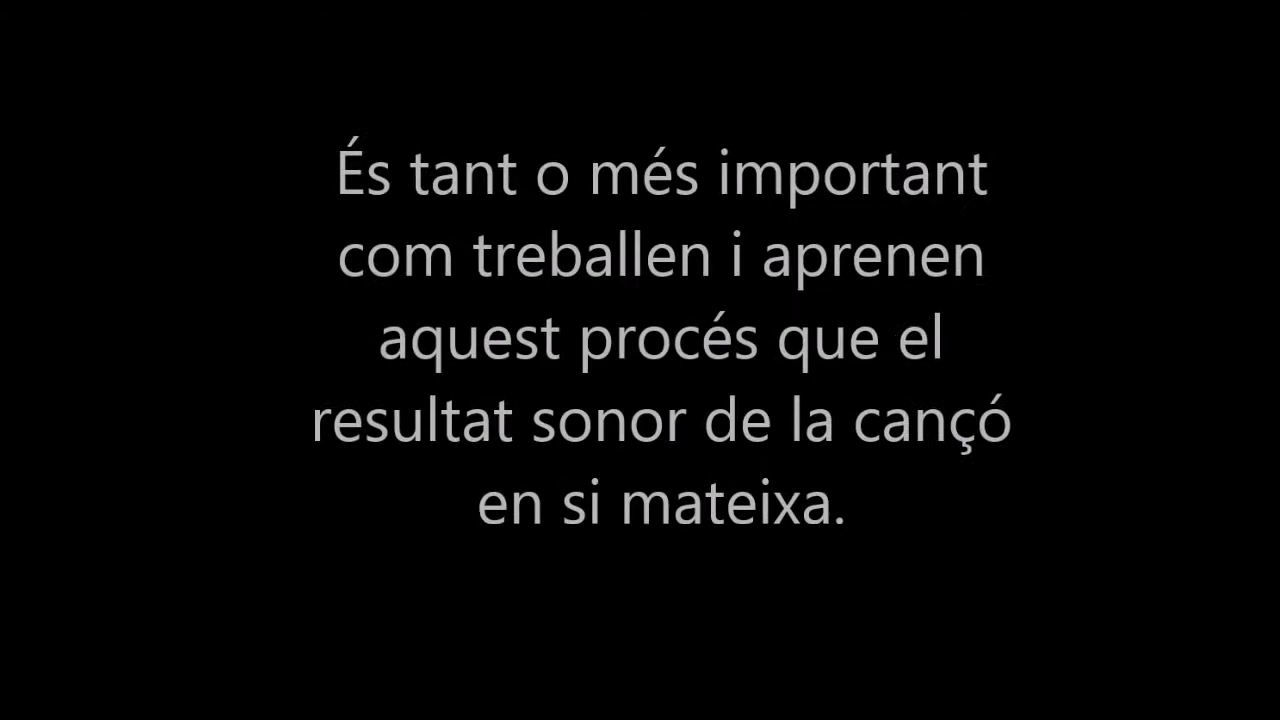 És tant o més important
com treballen i aprenen
aquest procés que el
resultat sonor de la cançó
en si mateixa.